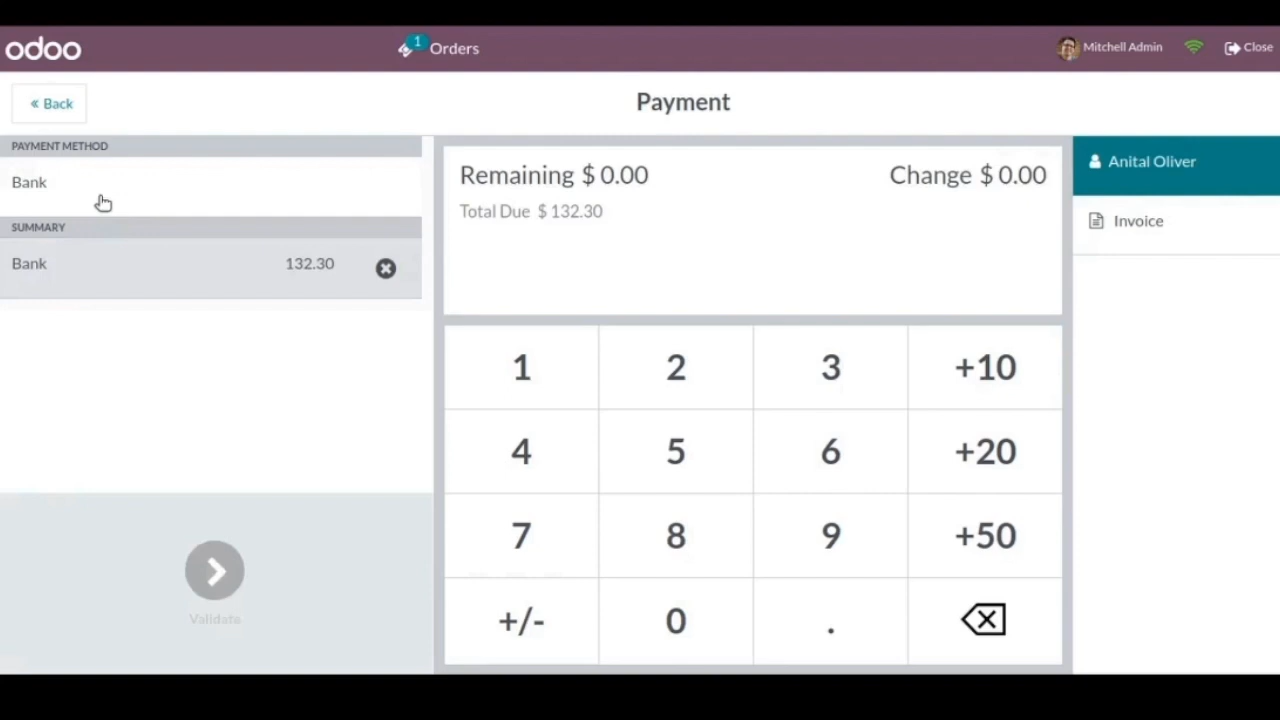 odoo
1 Orders
Mitchell Admin
Close
« Back
Payment
PAYMENT METHOD
Bank
SUMMARY
Bank 132.30
Validate
Remaining $ 0.00 Change $ 0.00
Total Due $ 132.30
1 2 3 +10
4 5 6 +20
7 8 9 +50
+/- 0 .
Anital Oliver
Invoice